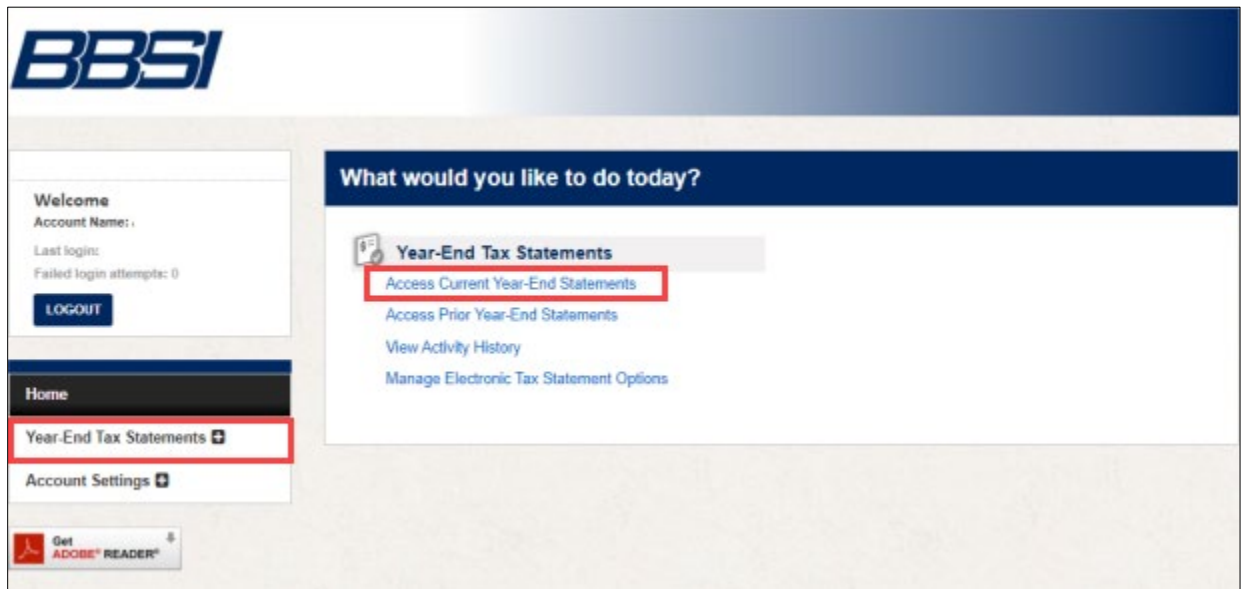 BBSI
Welcome
Account Name:
Last login:
Failed login attempts: 0
LOGOUT
Home
Year-End Tax Statements
Account Settings
Get
ADOBE® READER®
What would you like to do today?
Year-End Tax Statements
Access Current Year-End Statements
Access Prior Year-End Statements
View Activity History
Manage Electronic Tax Statement Options